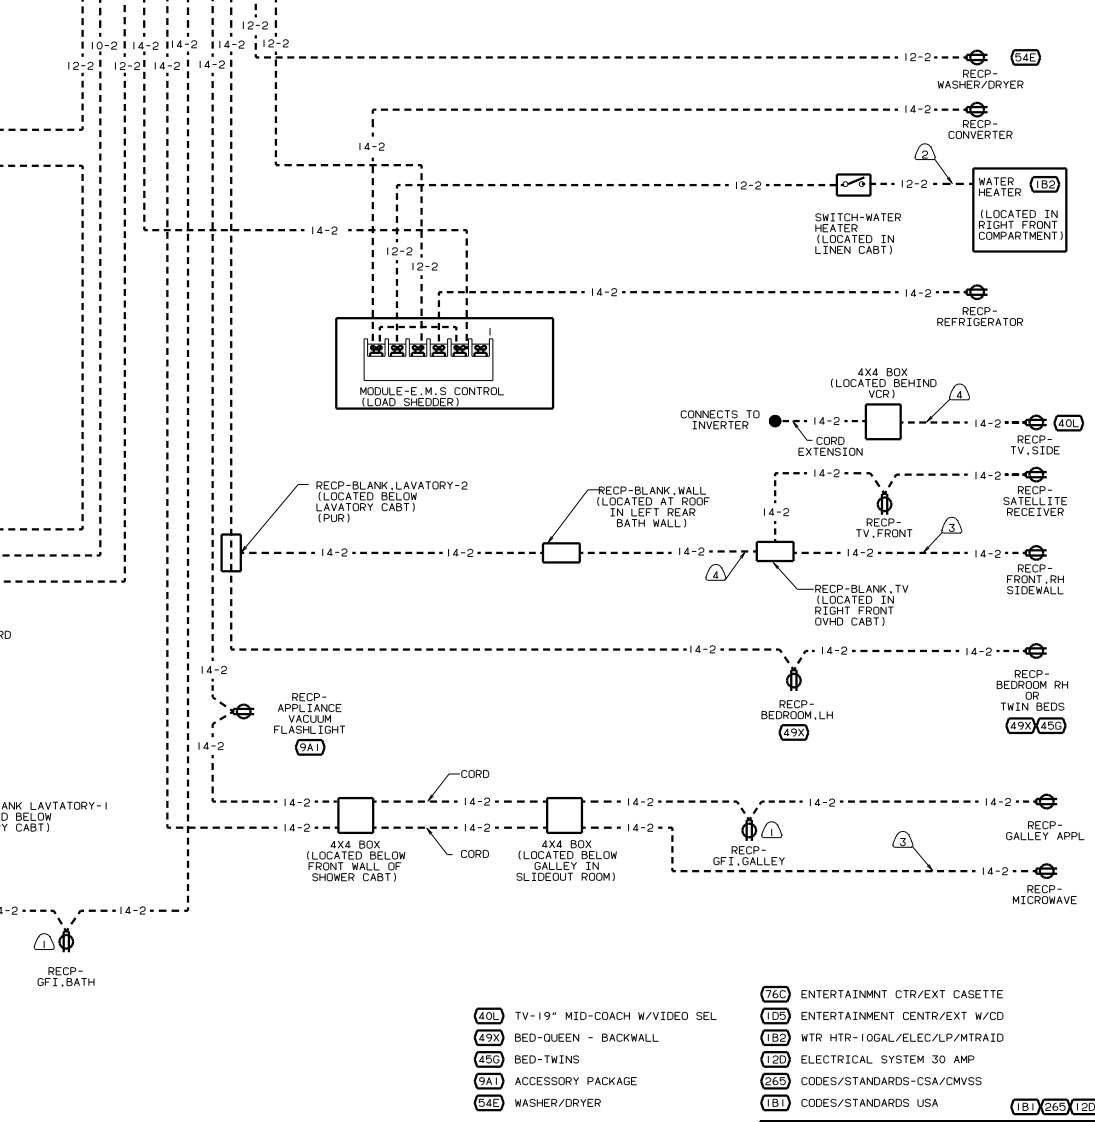 12-2
10-2
14-2
14-2
14-2
12-2
12-2
12-2
14-2
14-2
12-2
54E
RECP-
WASHER/DRYER
14-2
RECP-
CONVERTER
14-2
2
12-2
12-2
WATER
HEATER
1B2
(LOCATED IN
RIGHT FRONT
COMPARTMENT)
SWITCH-WATER
HEATER
(LOCATED IN
LINEN CABT)
14-2
12-2
12-2
14-2
14-2
RECP-
REFRIGERATOR
1
MODULE-E.M.S CONTROL
(LOAD SHEDDER)
4X4 BOX
(LOCATED BEHIND
VCR)
4
CONNECTS TO
INVERTER
14-2
14-2
40L
CORD
EXTENSION
RECP-
TV,SIDE
14-2
14-2
RECP-
SATELLITE
RECEIVER
RECP-BLANK,LAVATORY-2
(LOCATED BELOW
LAVATORY CABT)
(PUR)
RECP-BLANK,WALL
(LOCATED AT ROOF
IN LEFT REAR
BATH WALL)
14-2
RECP-
TV,FRONT
3
14-2
14-2
14-2
14-2
14-2
4
RECP-
FRONT,RH
SIDEWALL
RECP-BLANK,TV
(LOCATED IN
RIGHT FRONT
OVHD CABT)
RD
14-2
14-2
14-2
14-2
RECP-
BEDROOM RH
OR
TWIN BEDS
49X
45G
RECP-
BEDROOM,LH
49X
RECP-
APPLIANCE
VACUUM
FLASHLIGHT
9A1
14-2
CORD
14-2
14-2
14-2
14-2
ANK LAVTATORY-1
D BELOW
Y CABT)
14-2
14-2
14-2
1
RECP-
GALLEY APPL
4X4 BOX
(LOCATED BELOW
FRONT WALL OF
SHOWER CABT)
CORD
4X4 BOX
(LOCATED BELOW
GALLEY IN
SLIDEOUT ROOM)
RECP-
GFI,GALLEY
3
14-2
RECP-
MICROWAVE
4-2
14-2
1
RECP-
GFI,BATH
40L TV-19" MID-COACH W/VIDEO SEL
49X BED-QUEEN - BACKWALL
45G BED-TWINS
9A1 ACCESSORY PACKAGE
54E WASHER/DRYER
76C ENTERTAINMNT CTR/EXT CASETTE
1D5 ENTERTAINMENT CENTR/EXT W/CD
1B2 WTR HTR-10GAL/ELEC/LP/MTRAID
12D ELECTRICAL SYSTEM 30 AMP
265 CODES/STANDARDS-CSA/CMVSS
1B1 CODES/STANDARDS USA
1B1 265 12D